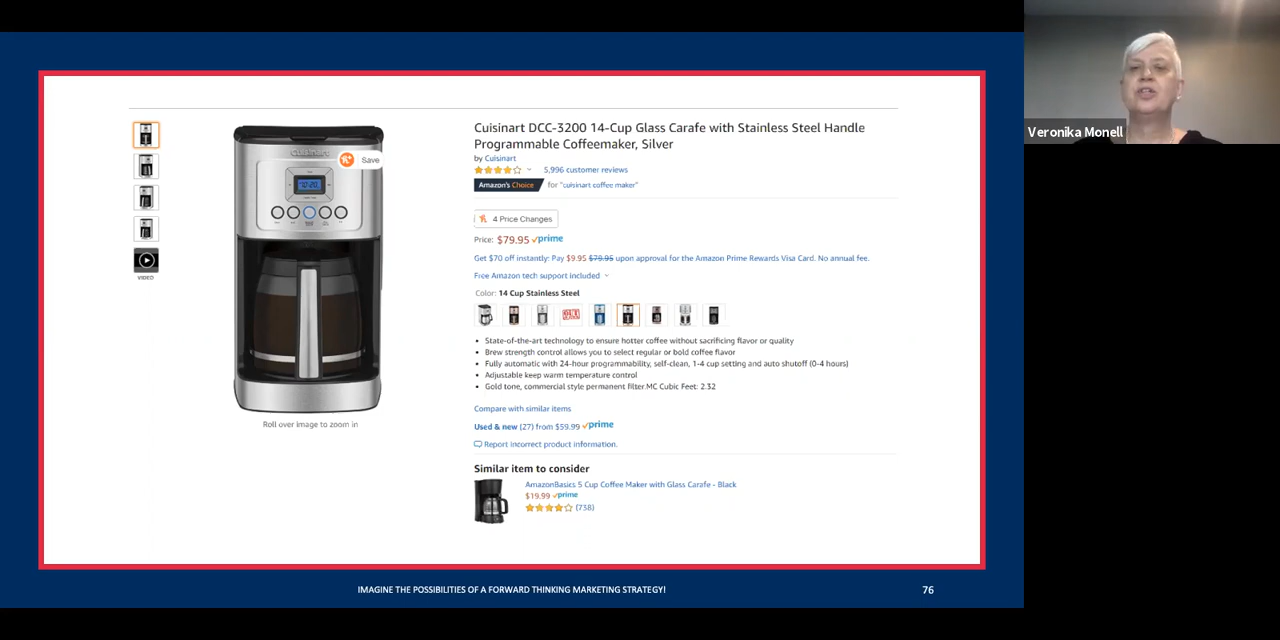 Cuisinart DCC-3200 14-Cup Glass Carafe with Stainless Steel Handle
Programmable Coffeemaker, Silver
by Cuisinart
5,996 customer reviews
Amazon's Choice for "cuisinart coffee maker"
4 Price Changes
Price: $79.95 prime
Get $70 off instantly: Pay $9.95 $79.95 upon approval for the Amazon Prime Rewards Visa Card. No annual fee.
Free Amazon tech support included
Color: 14 Cup Stainless Steel
State-of-the-art technology to ensure hotter coffee without sacrificing flavor or quality
Brew strength control allows you to select regular or bold coffee flavor
Fully automatic with 24-hour programmability, self-clean, 1-4 cup setting and auto shutoff (0-4 hours)
Adjustable keep warm temperature control
Gold tone, commercial style permanent filter.MC Cubic Feet: 2.32
Compare with similar items
Used & new (27) from $59.99 prime
Report incorrect product information.
Similar item to consider
AmazonBasics 5 Cup Coffee Maker with Glass Carafe - Black
$19.99 prime
(738)
Cuisinart
Save
10:20
VIDEO
Roll over image to zoom in
IMAGINE THE POSSIBILITIES OF A FORWARD THINKING MARKETING STRATEGY!
76
Veronika Monell